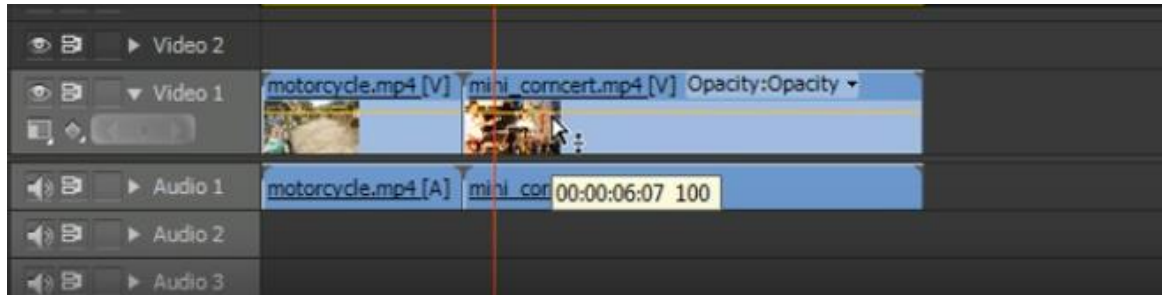 Video 2
motorcycle.mp4 [V] mini_corncert.mp4 [V] Opacity:Opacity
Video 1
Audio 1 motorcycle.mp4 [A] mini_cor
00:00:06:07 100
Audio 2
Audio 3